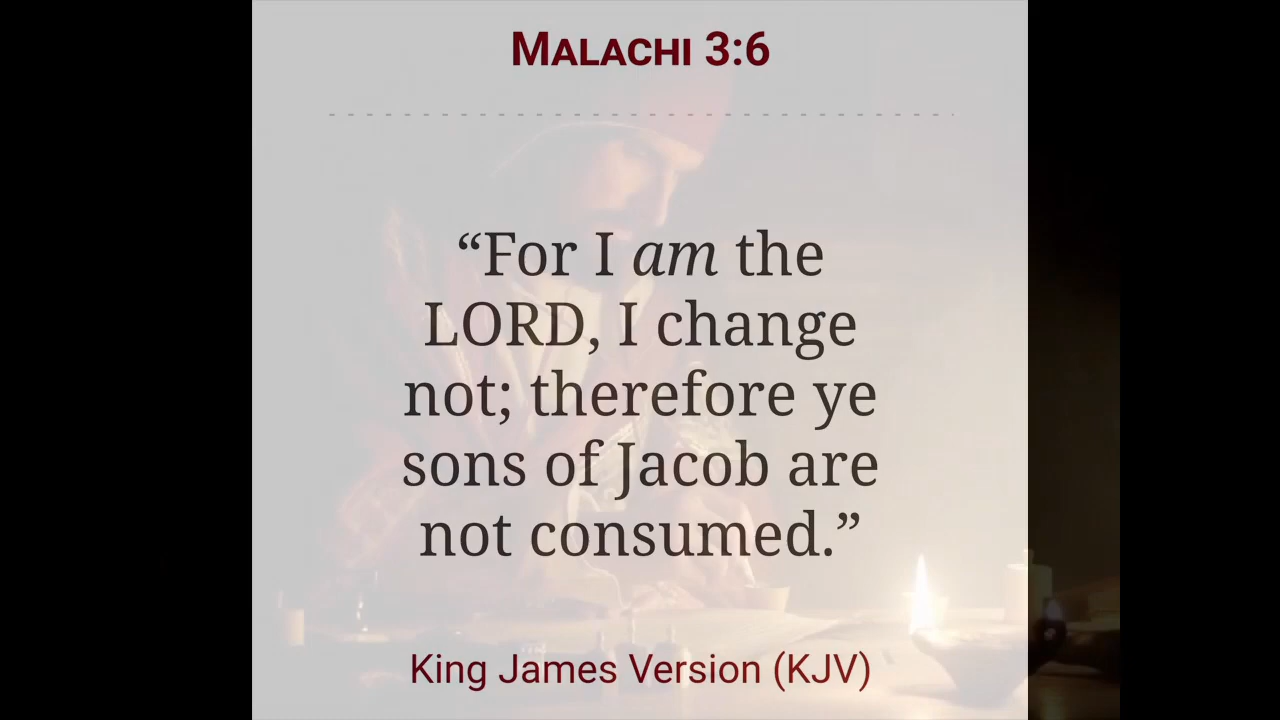 Malachi 3:6
“For I am the
LORD, I change
not; therefore ye
sons of Jacob are
not consumed.”
King James Version (KJV)